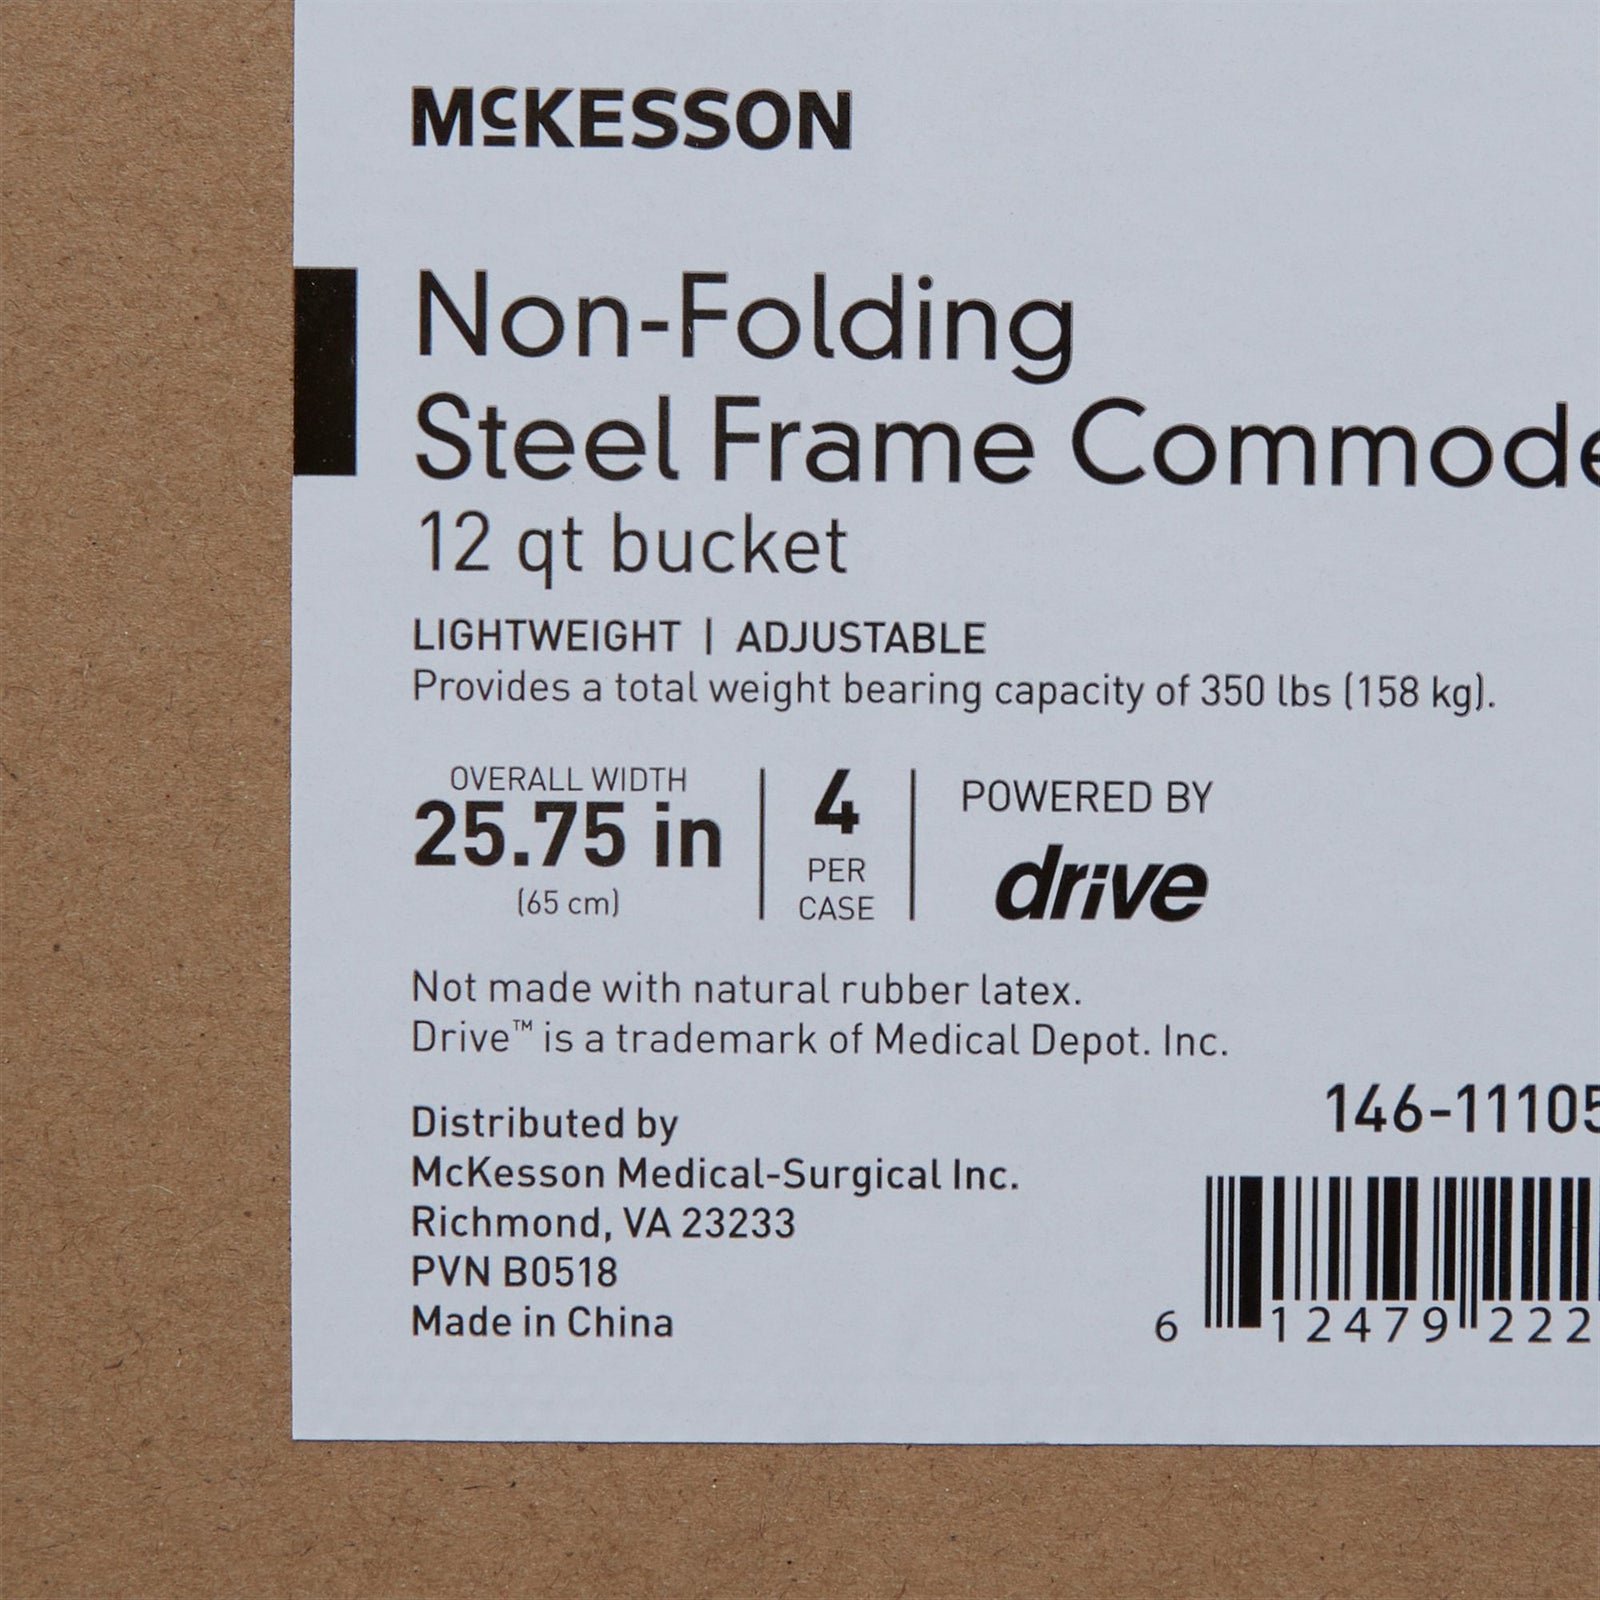 McKESSON
Non-Folding
Steel Frame Commode
12 qt bucket
LIGHTWEIGHT | ADJUSTABLE
Provides a total weight bearing capacity of 350 lbs (158 kg).
OVERALL WIDTH
25.75 in
(65 cm)
4
PER
CASE
POWERED BY
drive
Not made with natural rubber latex.
Drive™ is a trademark of Medical Depot. Inc.
Distributed by
McKesson Medical-Surgical Inc.
Richmond, VA 23233
PVN B0518
Made in China
146-11105
6 12479 222